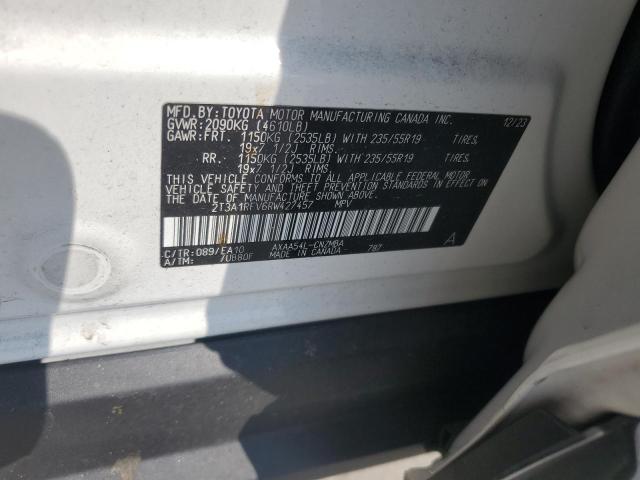 MFD.BY:TOYOTA MOTOR MANUFACTURING CANADA INC.
GVWR:2090KG (4610LB) 12/23
GAWR:FRT. 1150KG (2535LB) WITH 235/55R19 TIRES,
19x7 1/2J RIMS
RR. 1150KG (2535LB) WITH 235/55R19 TIRES,
19x7 1/2J RIMS
THIS VEHICLE CONFORMS TO ALL APPLICABLE FEDERAL MOTOR
VEHICLE SAFETY AND THEFT PREVENTION STANDARDS IN EFFECT
ON THE DATE OF MANUFACTURE SHOWN ABOVE.
2T3A1RFV6RW427457 MPV
C/TR:089/EA10 AXAA54L-CNZMBA 787 A
A/TM: /0B80F MADE IN CANADA